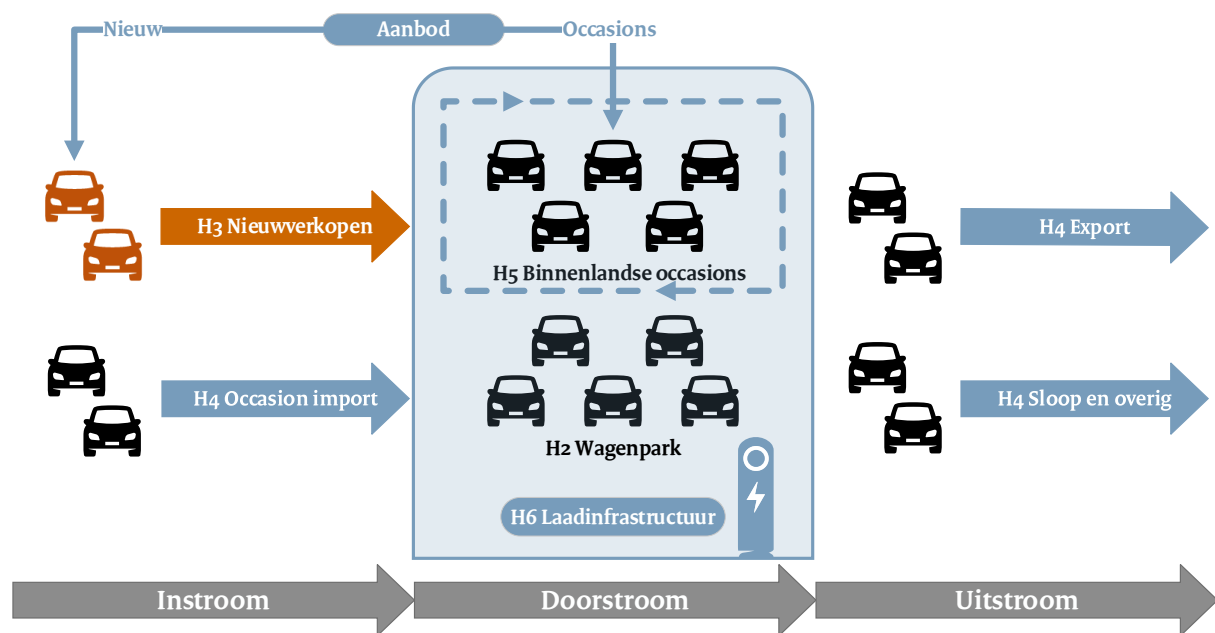 Nieuw
Aanbod
Occasions
H3 Nieuwverkopen
H5 Binnenlandse occasions
H4 Export
H4 Occasion import
H2 Wagenpark
H4 Sloop en overig
H6 Laadinfrastructuur
Instroom
Doorstroom
Uitstroom